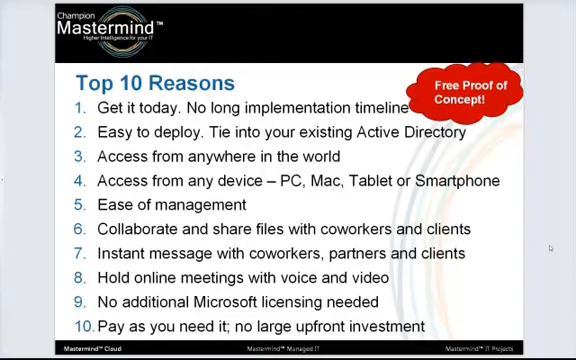 Champion
Mastermind™
Higher Intelligence for your IT
Top 10 Reasons
Free Proof of
Concept!
1. Get it today. No long implementation timeline
2. Easy to deploy. Tie into your existing Active Directory
3. Access from anywhere in the world
4. Access from any device – PC, Mac, Tablet or Smartphone
5. Ease of management
6. Collaborate and share files with coworkers and clients
7. Instant message with coworkers, partners and clients
8. Hold online meetings with voice and video
9. No additional Microsoft licensing needed
10. Pay as you need it; no large upfront investment
Mastermind™ Cloud
Mastermind™ Managed IT
Mastermind™ IT Projects